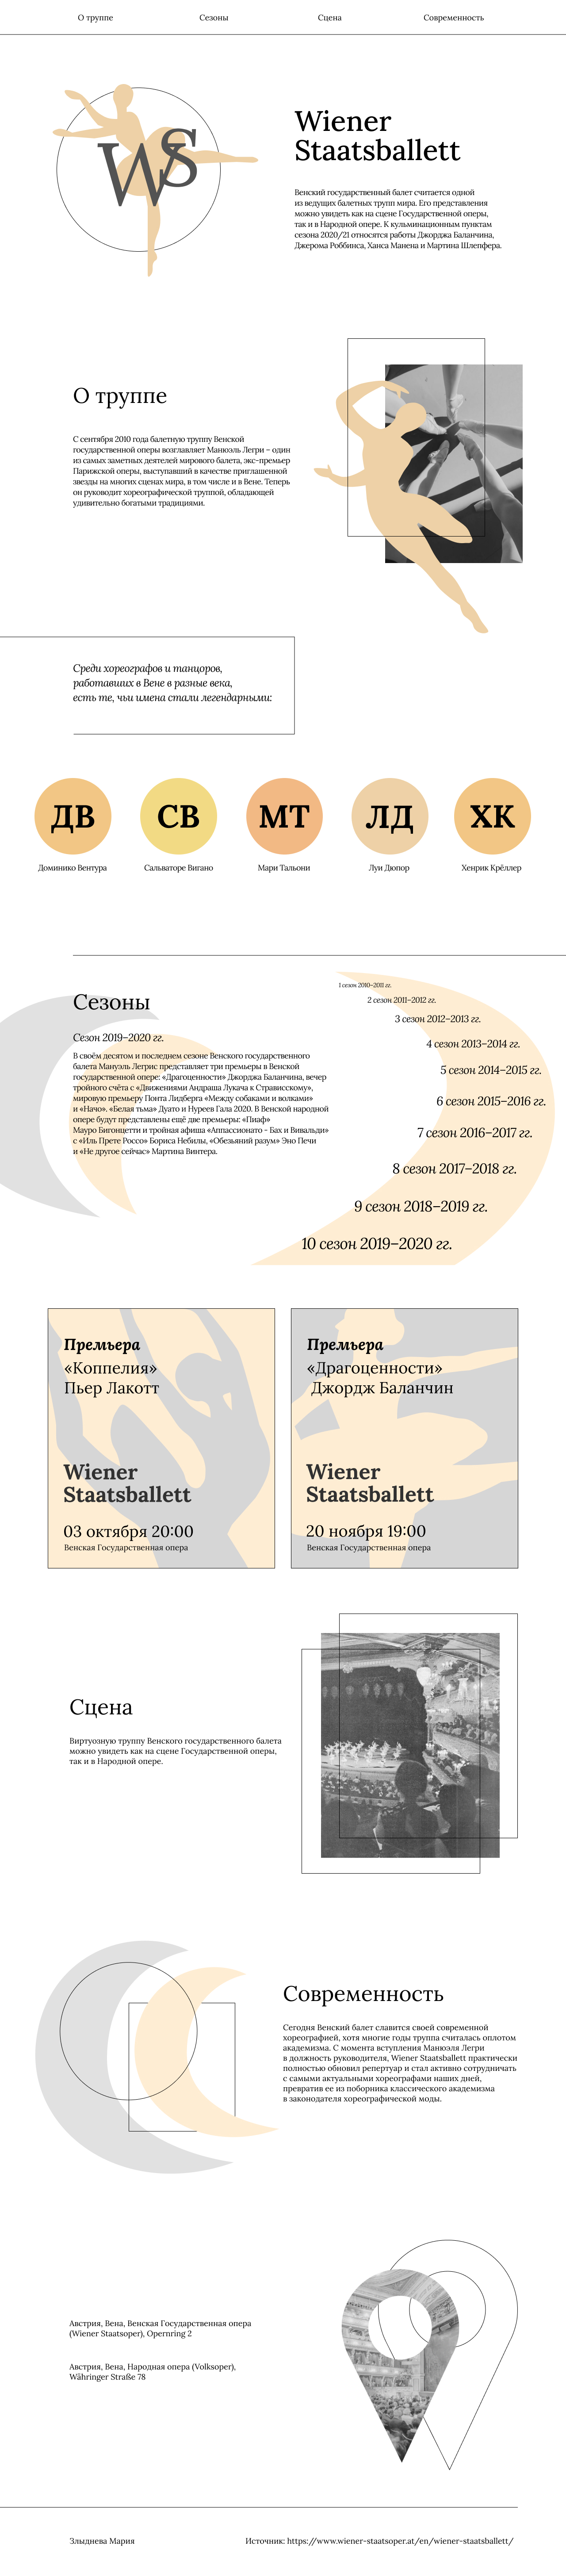 О труппе
Сезоны
Сцена
Современность
WS
Wiener
Staatsballett
Венский государственный балет считается одной
из ведущих балетных трупп мира. Его представления
можно увидеть как на сцене Государственной оперы,
так и в Народной опере. К кульминационным пунктам
сезона 2020/21 относятся работы Джорджа Баланчина,
Джерома Роббинса, Ханса Манена и Мартина Шлепфера.
О труппе
С сентября 2010 года балетную труппу Венской
государственной оперы возглавляет Манюэль Легри – один
из самых заметных деятелей мирового балета, экс-премьер
Парижской оперы, выступавший в качестве приглашенной
звезды на многих сценах мира, в том числе и в Вене. Теперь
он руководит хореографической труппой, обладающей
удивительно богатыми традициями.
Среди хореографов и танцоров,
работавших в Вене в разные века,
есть те, чьи имена стали легендарными:
ДВ
СВ
МТ
ЛД
ХК
Доминико Вентура
Сальваторе Вигано
Мари Тальони
Луи Дюпор
Хенрик Крёллер
Сезоны
Сезон 2019–2020 гг.
В своём десятом и последнем сезоне Венского государственного
балета Мануэль Легрис представляет три премьеры в Венской
государственной опере: «Драгоценности» Джорджа Баланчина, вечер
тройного счёта с «Движениями Андраша Лукача к Стрависскому»,
мировую премьеру Понта Лидберга «Между собаками и волками»
и «Начо». «Белая тьма» Дуато и Нуреев Гала 2020. В Венской народной
опере будут представлены ещё две премьеры: «Пиаф»
Мауро Бигонцетти и тройная афиша «Аппассионато - Бах и Вивальди»
с «Иль Прете Россо» Бориса Небилы, «Обезьяний разум» Эно Печи
и «Не другое сейчас» Мартина Винтера.
1 сезон 2010–2011 гг.
2 сезон 2011–2012 гг.
3 сезон 2012–2013 гг.
4 сезон 2013–2014 гг.
5 сезон 2014–2015 гг.
6 сезон 2015–2016 гг.
7 сезон 2016–2017 гг.
8 сезон 2017–2018 гг.
9 сезон 2018–2019 гг.
10 сезон 2019–2020 гг.
Премьера
«Коппелия»
Пьер Лакотт
Wiener
Staatsballett
03 октября 20:00
Венская Государственная опера
Премьера
«Драгоценности»
Джордж Баланчин
Wiener
Staatsballett
20 ноября 19:00
Венская Государственная опера
Сцена
Виртуозную труппу Венского государственного балета
можно увидеть как на сцене Государственной оперы,
так и в Народной опере.
Современность
Сегодня Венский балет славится своей современной
хореографией, хотя многие годы труппа считалась оплотом
академизма. С момента вступления Манюэля Легри
в должность руководителя, Wiener Staatsballett практически
полностью обновил репертуар и стал активно сотрудничать
с самыми актуальными хореографами наших дней,
превратив ее из поборника классического академизма
в законодателя хореографической моды.
Австрия, Вена, Венская Государственная опера
(Wiener Staatsoper), Opernring 2
Австрия, Вена, Народная опера (Volksoper),
Währinger Straße 78
Злыднева Мария
Источник: https://www.wiener-staatsoper.at/en/wiener-staatsballett/